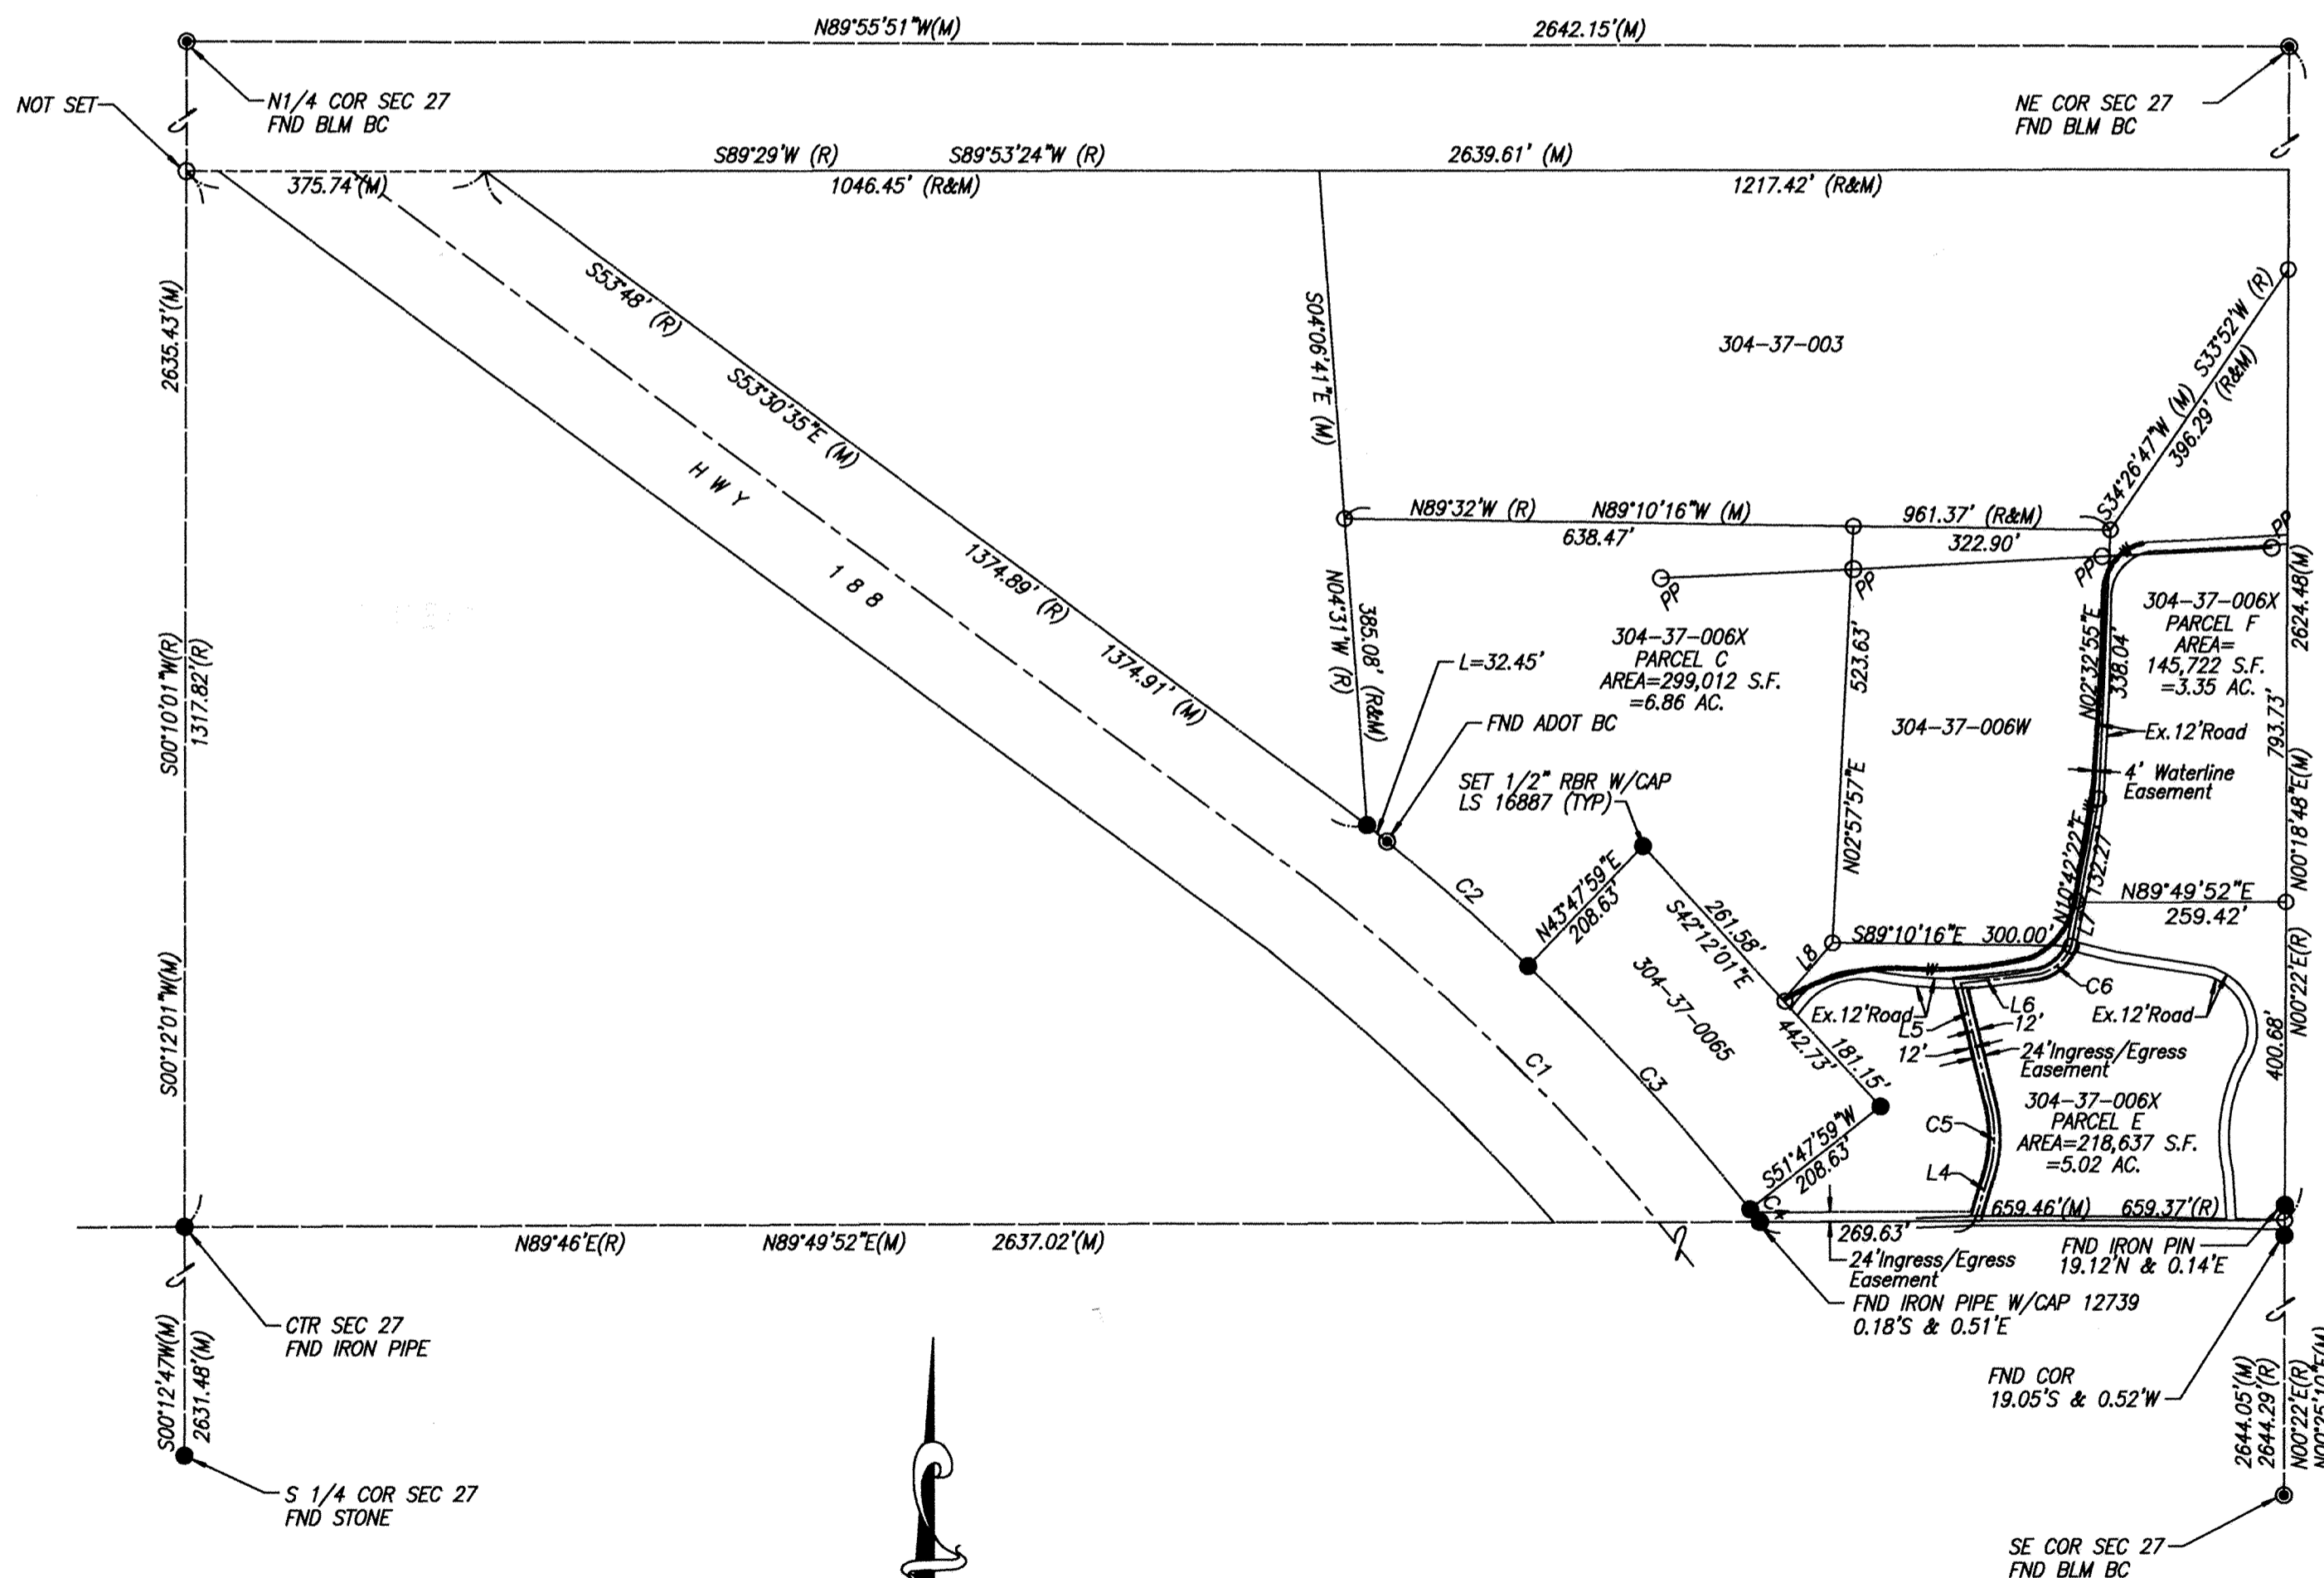 N89°55'51"W(M)
2642.15'(M)
NOT SET
N1/4 COR SEC 27
FND BLM BC
NE COR SEC 27
FND BLM BC
S89°29'W (R)
S89°53'24"W (R)
2639.61' (M)
375.74'(M)
1046.45' (R&M)
1217.42' (R&M)
2635.43'(M)
S53°48' (R)
S53°30'35"E (M)
HWY
188
1374.89' (R)
1374.91' (M)
S04°06'41"E (M)
304-37-003
S34°26'47"W (M) S33°52'W (R)
396.29' (R&M)
N89°32'W (R)
N89°10'16"W (M)
961.37' (R&M)
638.47'
322.90'
PP
PP
PP
PP
N04°31'W (R)
385.08' (R&M)
304-37-006X
PARCEL C
AREA=299,012 S.F.
=6.86 AC.
523.63'
N02°57'57"E
304-37-006W
N02°32'55"E
338.04'
304-37-006X
PARCEL F
AREA=
145,722 S.F.
=3.35 AC.
2624.48(M)
793.73'
Ex.12'Road
4' Waterline
Easement
L=32.45'
FND ADOT BC
SET 1/2" RBR W/CAP
LS 16887 (TYP)
S00°10'01"W(R)
1317.82'(R)
S00°12'01"W(M)
C2
N43°47'59"E
208.63'
261.58'
S42°12'01"E
304-37-0065
N10°42'22"E
132.27'
L7
N89°49'52"E
259.42'
N00°18'48"E(M)
N00°22'E(R)
L8
S89°10'16"E 300.00'
W
W
W
C6
L6
L5
Ex.12'Road
Ex.12'Road
12'
12'
24'Ingress/Egress
Easement
400.68'
442.73'
181.15'
C1
C3
304-37-006X
PARCEL E
AREA=218,637 S.F.
=5.02 AC.
C5
L4
S51°47'59"W
208.63'
659.46'(M)
659.37'(R)
N89°46'E(R)
N89°49'52"E(M)
2637.02'(M)
269.63'
24'Ingress/Egress
Easement
FND IRON PIN
19.12'N & 0.14'E
FND IRON PIPE W/CAP 12739
0.18'S & 0.51'E
CTR SEC 27
FND IRON PIPE
FND COR
19.05'S & 0.52'W
S00°12'47W(M)
2631.48'(M)
2644.05'(M)
2644.29'(R)
N00°22'E(R)
N00°25'10"E(M)
S 1/4 COR SEC 27
FND STONE
SE COR SEC 27
FND BLM BC